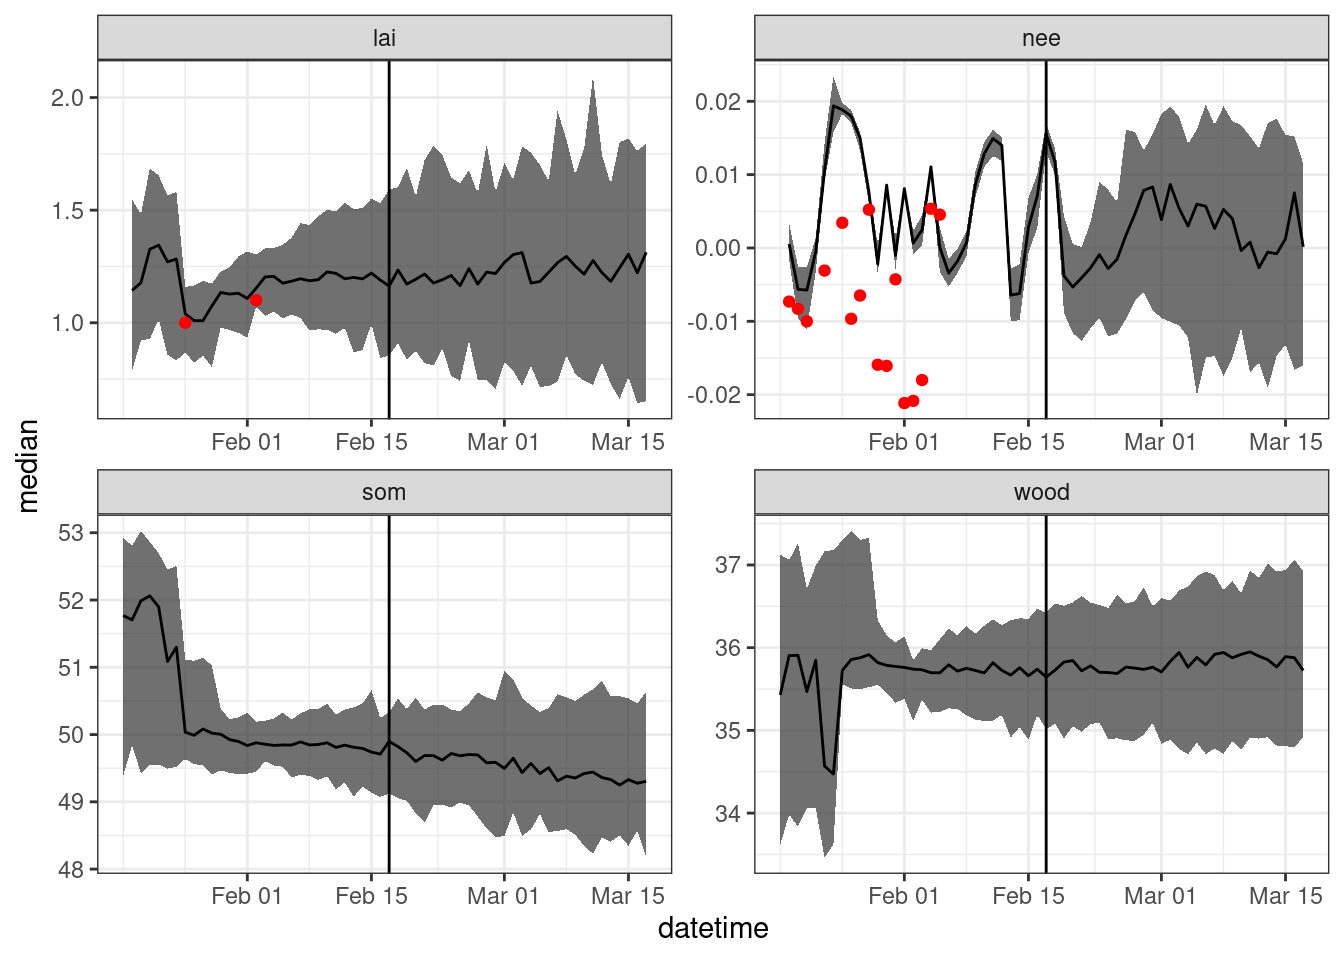 lai
nee
2.0
1.5
1.0
0.02
0.01
0.00
-0.01
-0.02
Feb 01 Feb 15 Mar 01 Mar 15
Feb 01 Feb 15 Mar 01 Mar 15
median
som
wood
53
52
51
50
49
48
37
36
35
34
Feb 01 Feb 15 Mar 01 Mar 15
Feb 01 Feb 15 Mar 01 Mar 15
datetime